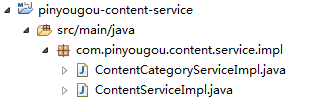 pinyougou-content-service
src/main/java
com.pinyougou.content.service.impl
ContentCategoryServiceImpl.java
ContentServiceImpl.java